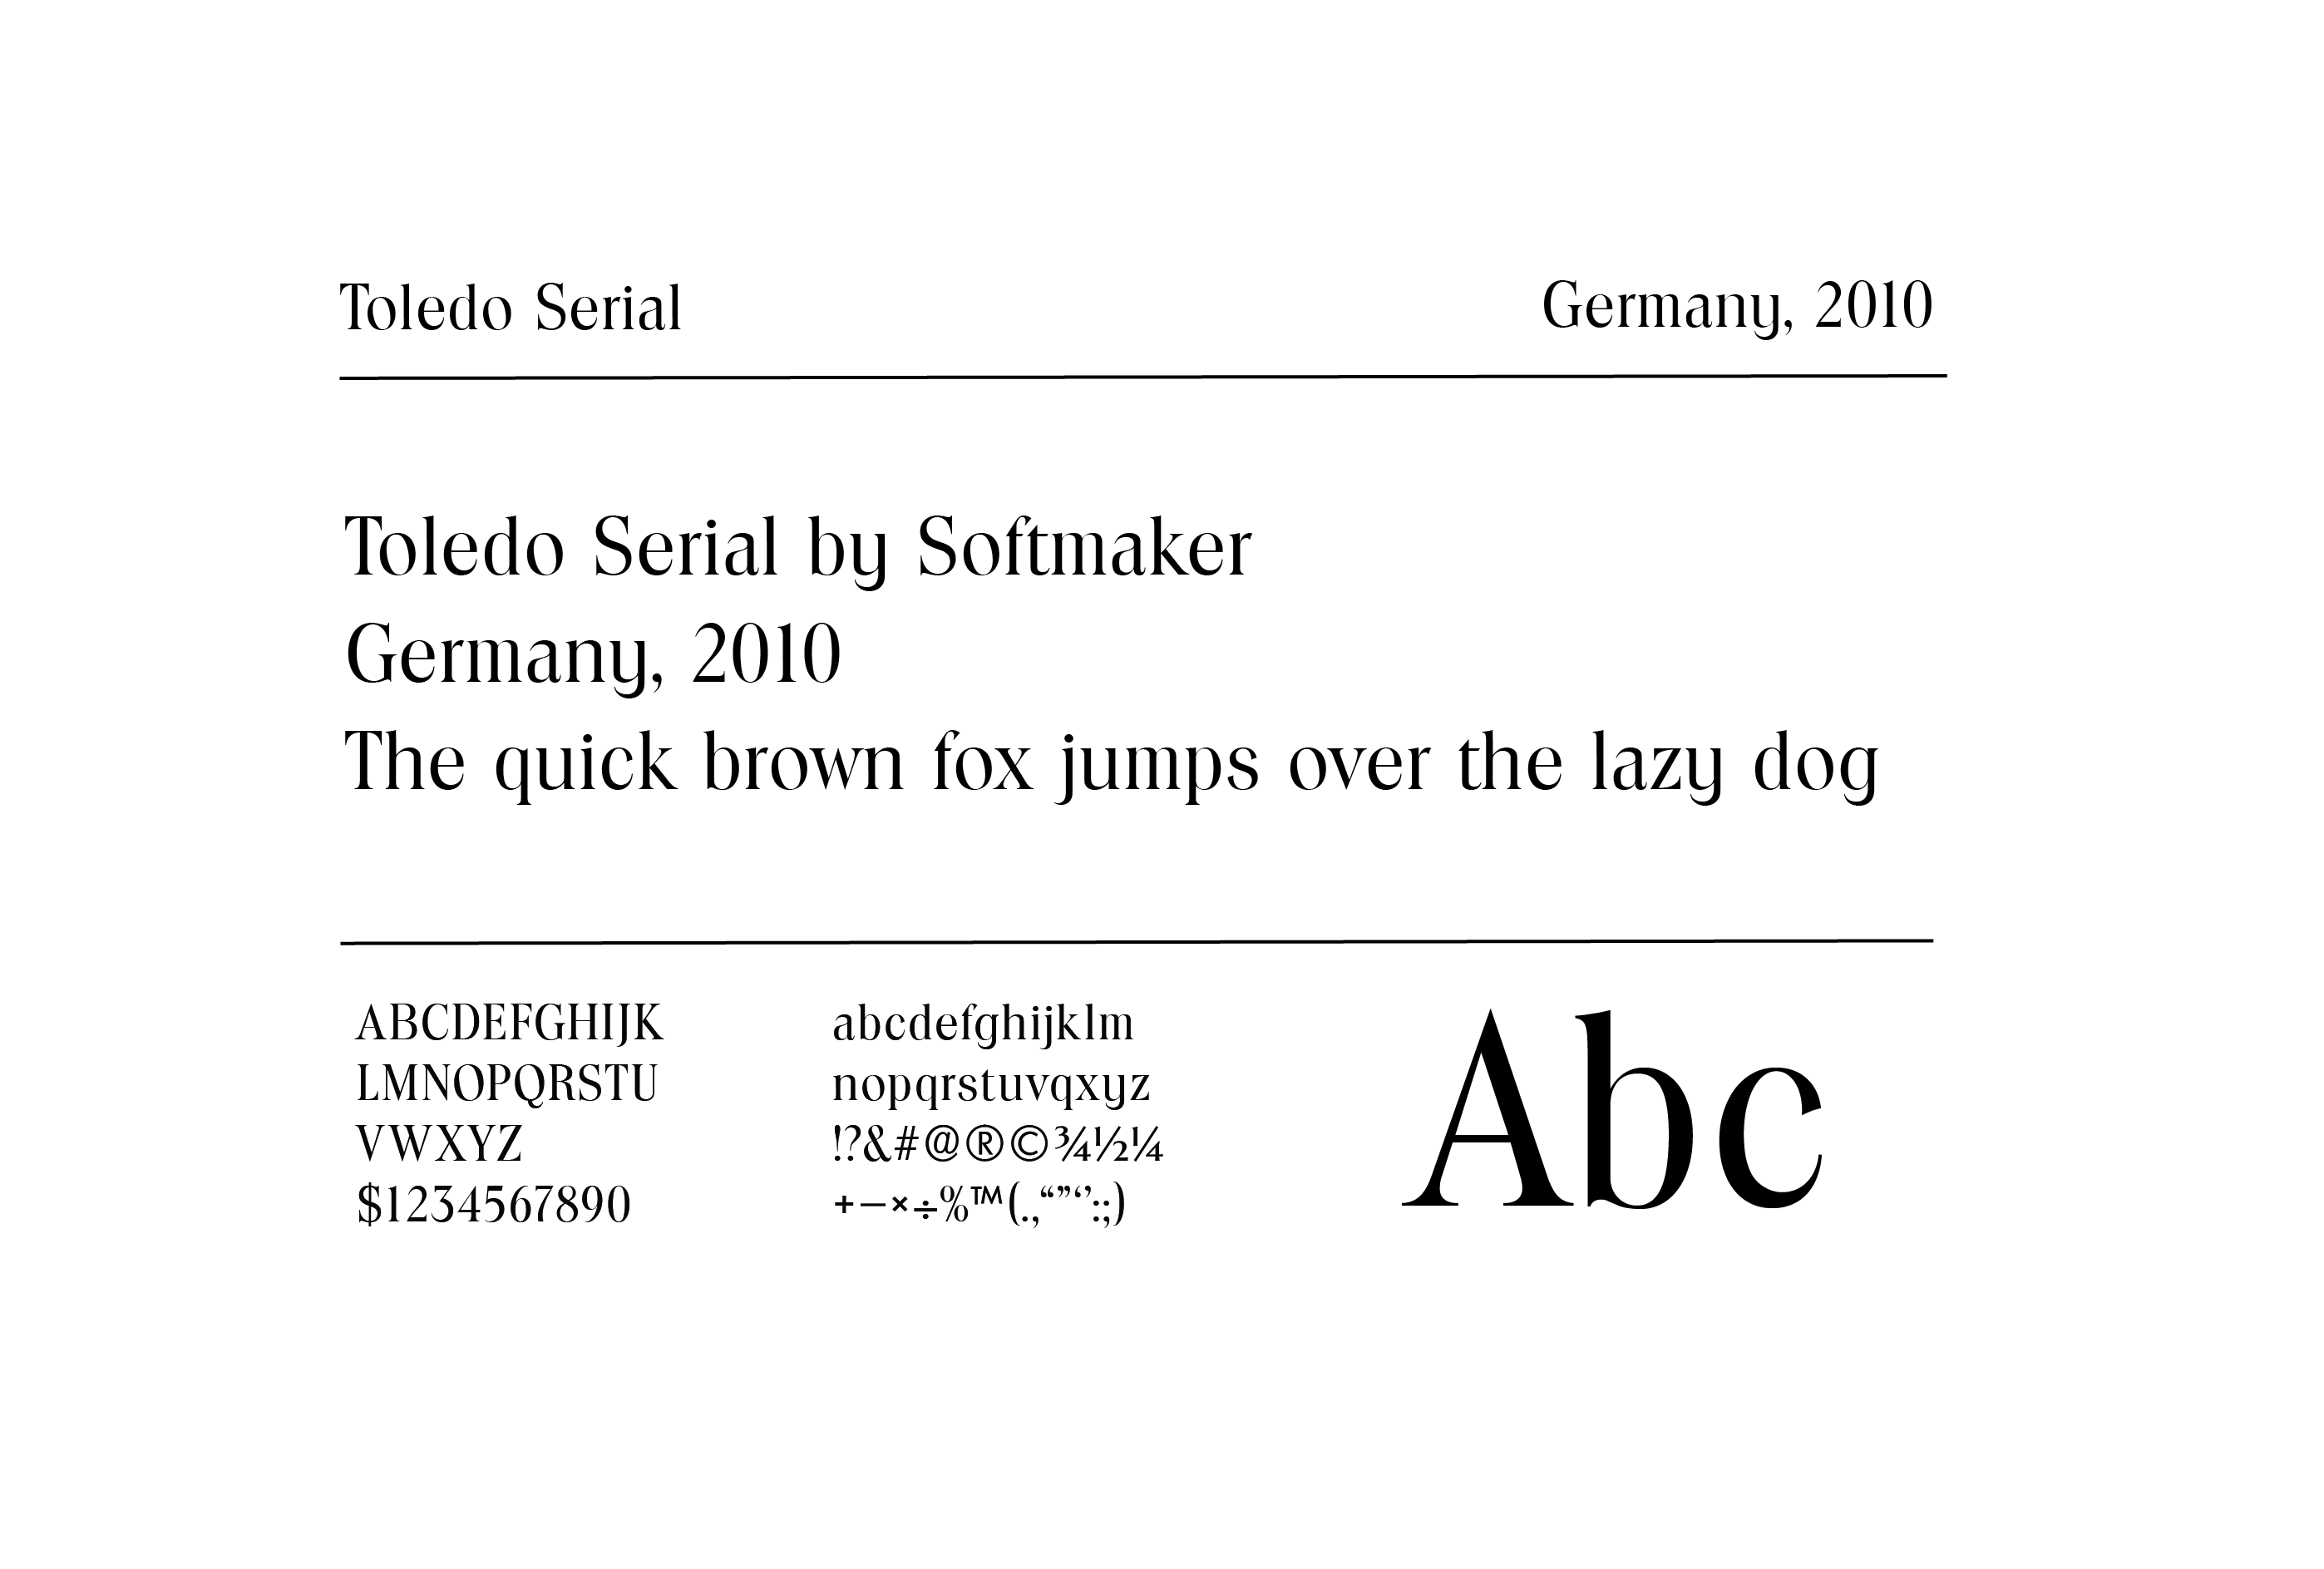 Toledo Serial
Germany, 2010
Toledo Serial by Softmaker
Germany, 2010
The quick brown fox jumps over the lazy dog
ABCDEFGHIJK
LMNOPQRSTU
VWXYZ
$1234567890
abcdefghijklm
nopqrstuvqxyz
!?&#@®©¾½¼
+—×÷%™(.,“”‘’:;)
Abc